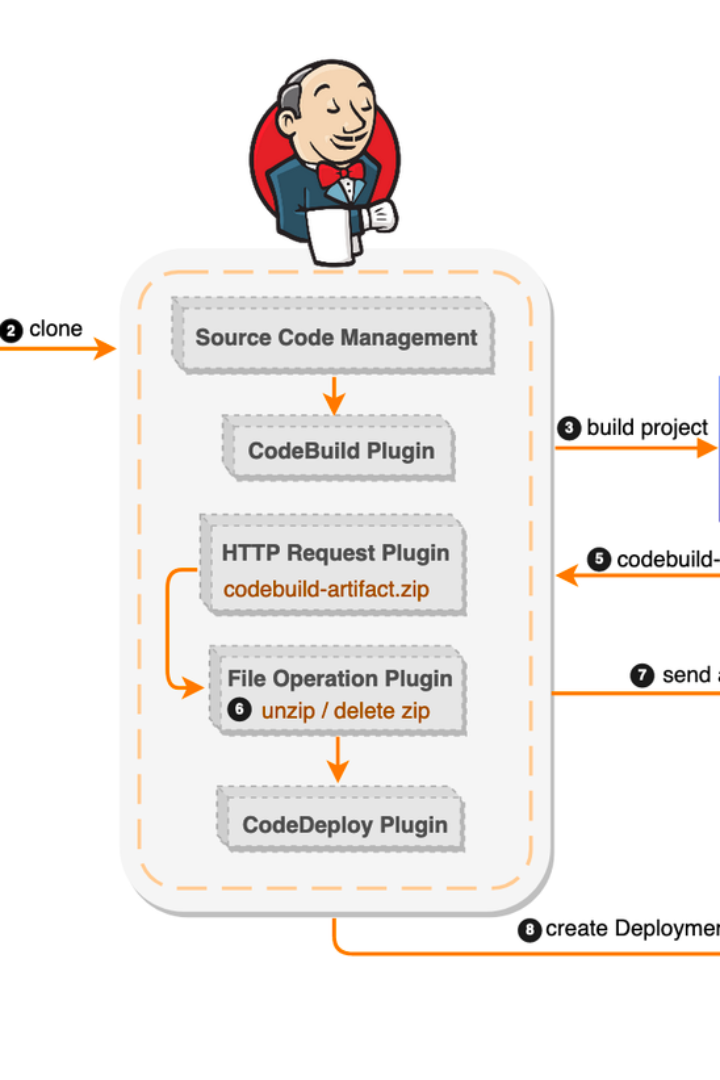 Source Code Management
2 clone
3 build project
CodeBuild Plugin
HTTP Request Plugin
codebuild-artifact.zip
5 codebuild-
File Operation Plugin
6 unzip / delete zip
7 send
CodeDeploy Plugin
8 create